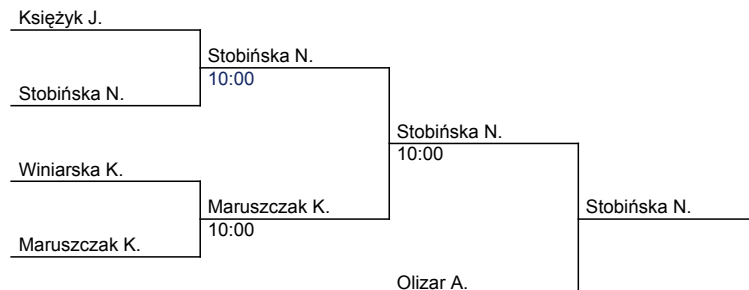 Księżyk J.
Stobińska N.
10:00
Stobińska N.
Stobińska N.
10:00
Winiarska K.
Maruszczak K.
10:00
Stobińska N.
Maruszczak K.
Olizar A.